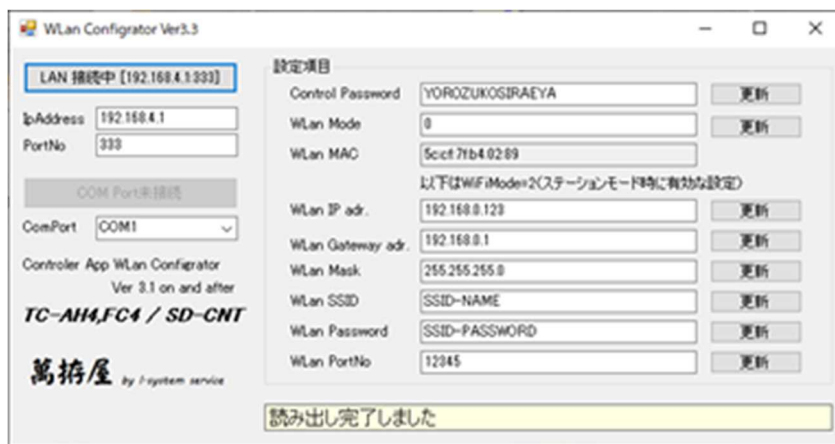 WLan Configrator Ver3.3
LAN 接続中 [192.168.4.1:333]
IpAddress 192.168.4.1
PortNo 333
COM Port未接続
ComPort COM1
Controler App WLan Configrator
Ver 3.1 on and after
TC-AH4,FC4 / SD-CNT
萬拵屋 by I-system service
設定項目
Control Password YOROZUKOSIRAEYA 更新
WLan Mode 0 更新
WLan MAC 5c:cf:7f:b4:02:89
以下はWiFiMode=2(ステーションモード時に有効な設定)
WLan IP adr. 192.168.0.123 更新
WLan Gateway adr. 192.168.0.1 更新
WLan Mask 255.255.255.0 更新
WLan SSID SSID-NAME 更新
WLan Password SSID-PASSWORD 更新
WLan PortNo 12345 更新
読み出し完了しました